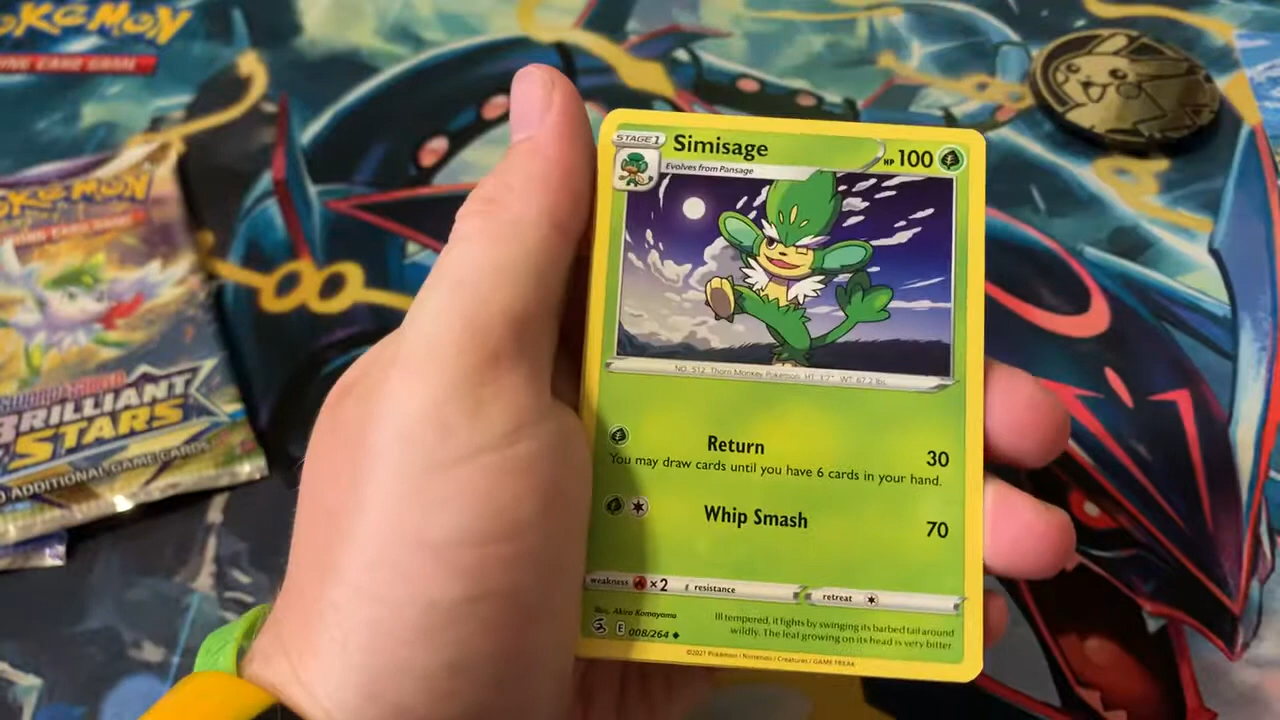 POKEMON
POKEMON
BRILLIANT
STARS
ADDITIONAL GAME CARDS
STAGE 1
Simisage
HP 100
Evolves from Pansage
NO. 512 Thorn Monkey Pokémon HT: 3'7" WT: 67.2 lbs.
Return 30
You may draw cards until you have 6 cards in your hand.
Whip Smash 70
weakness ×2 resistance retreat
Illus. Akira Komayama
E 008/264
Ill tempered, it fights by swinging its barbed tail around
wildly. The leaf growing on its head is very bitter.
©2021 Pokémon / Nintendo / Creatures / GAME FREAK